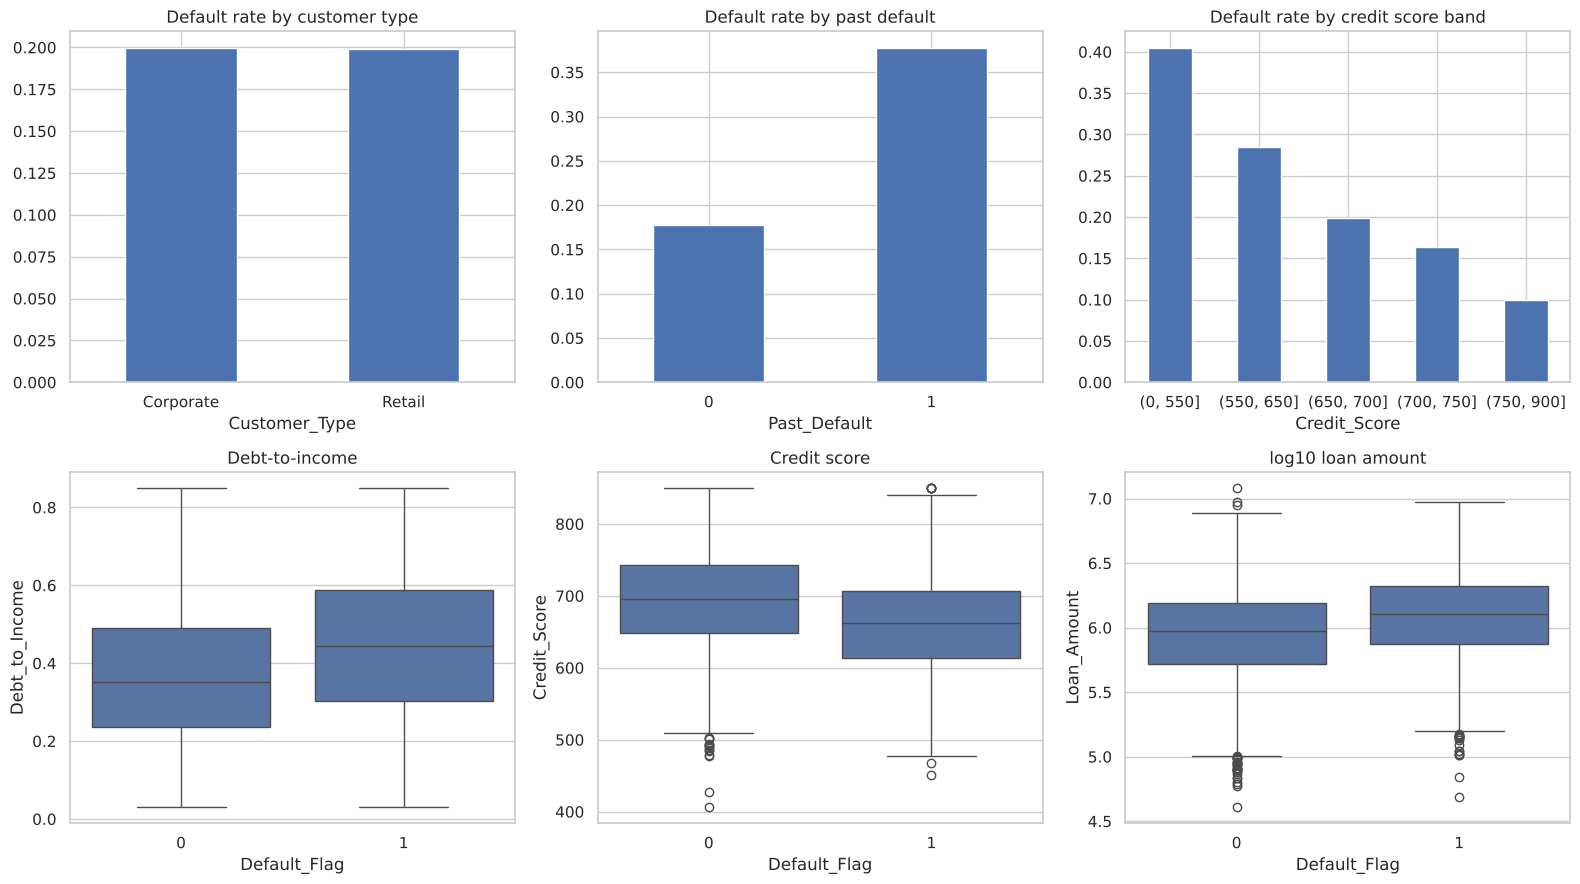 Default rate by customer type
0.200
0.175
0.150
0.125
0.100
0.075
0.050
0.025
0.000
Corporate Retail
Customer_Type
Default rate by past default
0.35
0.30
0.25
0.20
0.15
0.10
0.05
0.00
0 1
Past_Default
Default rate by credit score band
0.40
0.35
0.30
0.25
0.20
0.15
0.10
0.05
0.00
(0, 550] (550, 650] (650, 700] (700, 750] (750, 900]
Credit_Score
Debt-to-income
Debt_to_Income
0.8
0.6
0.4
0.2
0.0
0 1
Default_Flag
Credit score
Credit_Score
800
700
600
500
400
0 1
Default_Flag
log10 loan amount
Loan_Amount
7.0
6.5
6.0
5.5
5.0
4.5
0 1
Default_Flag